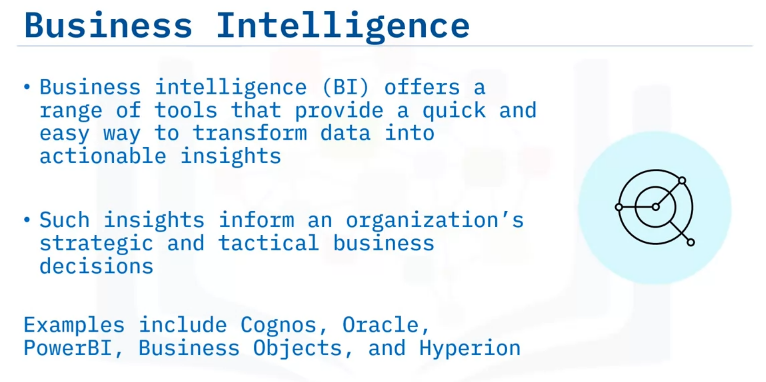 Business Intelligence
• Business intelligence (BI) offers a
range of tools that provide a quick and
easy way to transform data into
actionable insights
• Such insights inform an organization’s
strategic and tactical business
decisions
Examples include Cognos, Oracle,
PowerBI, Business Objects, and Hyperion